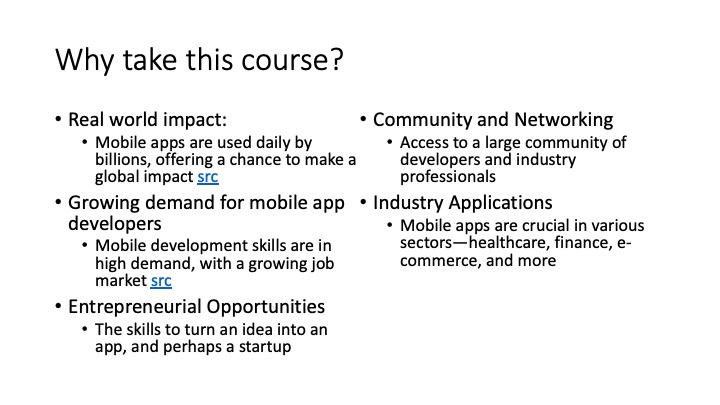 Why take this course?
• Real world impact:
• Mobile apps are used daily by
billions, offering a chance to make a
global impact src
• Growing demand for mobile app
developers
• Mobile development skills are in
high demand, with a growing job
market src
• Entrepreneurial Opportunities
• The skills to turn an idea into an
app, and perhaps a startup
• Community and Networking
• Access to a large community of
developers and industry
professionals
• Industry Applications
• Mobile apps are crucial in various
sectors—healthcare, finance, e-
commerce, and more